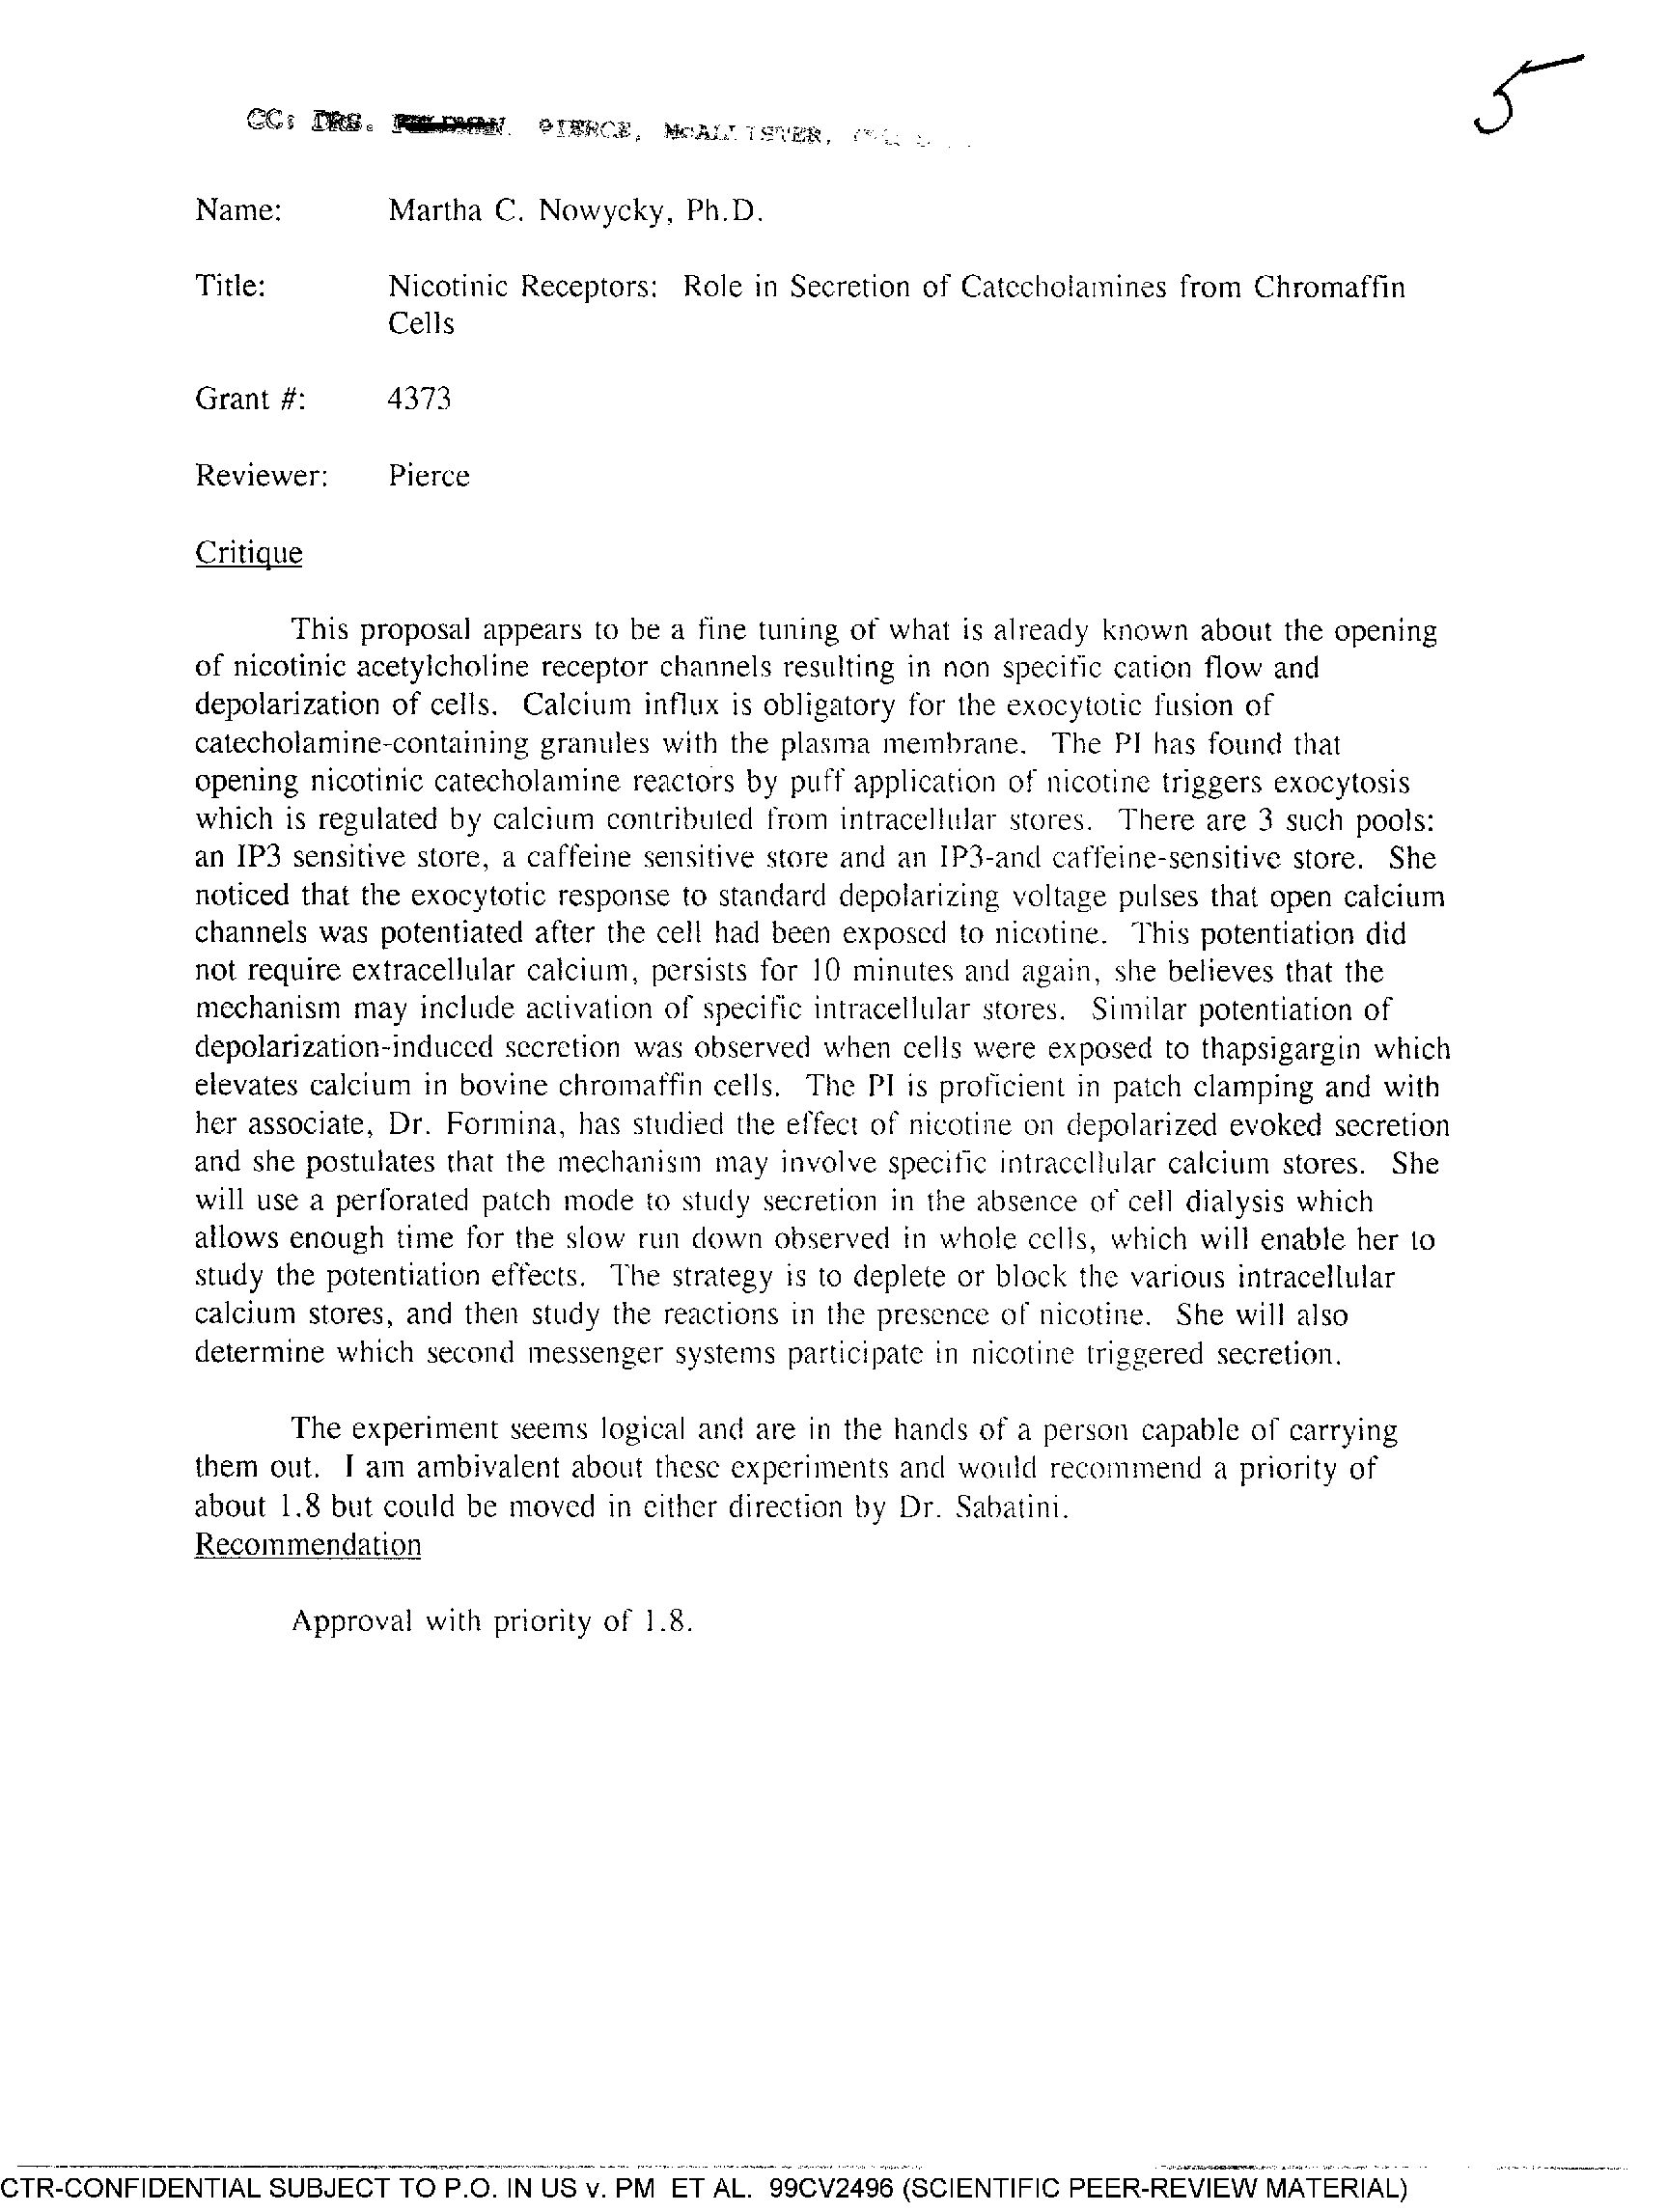 5
CC: DRS. PIERCE, McALLISTER,
Name: Martha C. Nowycky, Ph.D.
Title: Nicotinic Receptors: Role in Secretion of Catecholamines from Chromaffin
Cells
Grant #: 4373
Reviewer: Pierce
Critique
This proposal appears to be a fine tuning of what is already known about the opening
of nicotinic acetylcholine receptor channels resulting in non specific cation flow and
depolarization of cells. Calcium influx is obligatory for the exocytotic fusion of
catecholamine-containing granules with the plasma membrane. The PI has found that
opening nicotinic catecholamine reactors by puff application of nicotine triggers exocytosis
which is regulated by calcium contributed from intracellular stores. There are 3 such pools:
an IP3 sensitive store, a caffeine sensitive store and an IP3-and caffeine-sensitive store. She
noticed that the exocytotic response to standard depolarizing voltage pulses that open calcium
channels was potentiated after the cell had been exposed to nicotine. This potentiation did
not require extracellular calcium, persists for 10 minutes and again, she believes that the
mechanism may include activation of specific intracellular stores. Similar potentiation of
depolarization-induced secretion was observed when cells were exposed to thapsigargin which
elevates calcium in bovine chromaffin cells. The PI is proficient in patch clamping and with
her associate, Dr. Formina, has studied the effect of nicotine on depolarized evoked secretion
and she postulates that the mechanism may involve specific intracellular calcium stores. She
will use a perforated patch mode to study secretion in the absence of cell dialysis which
allows enough time for the slow run down observed in whole cells, which will enable her to
study the potentiation effects. The strategy is to deplete or block the various intracellular
calcium stores, and then study the reactions in the presence of nicotine. She will also
determine which second messenger systems participate in nicotine triggered secretion.
The experiment seems logical and are in the hands of a person capable of carrying
them out. I am ambivalent about these experiments and would recommend a priority of
about 1.8 but could be moved in either direction by Dr. Sabatini.
Recommendation
Approval with priority of 1.8.
CTR-CONFIDENTIAL SUBJECT TO P.O. IN US v. PM ET AL. 99CV2496 (SCIENTIFIC PEER-REVIEW MATERIAL)